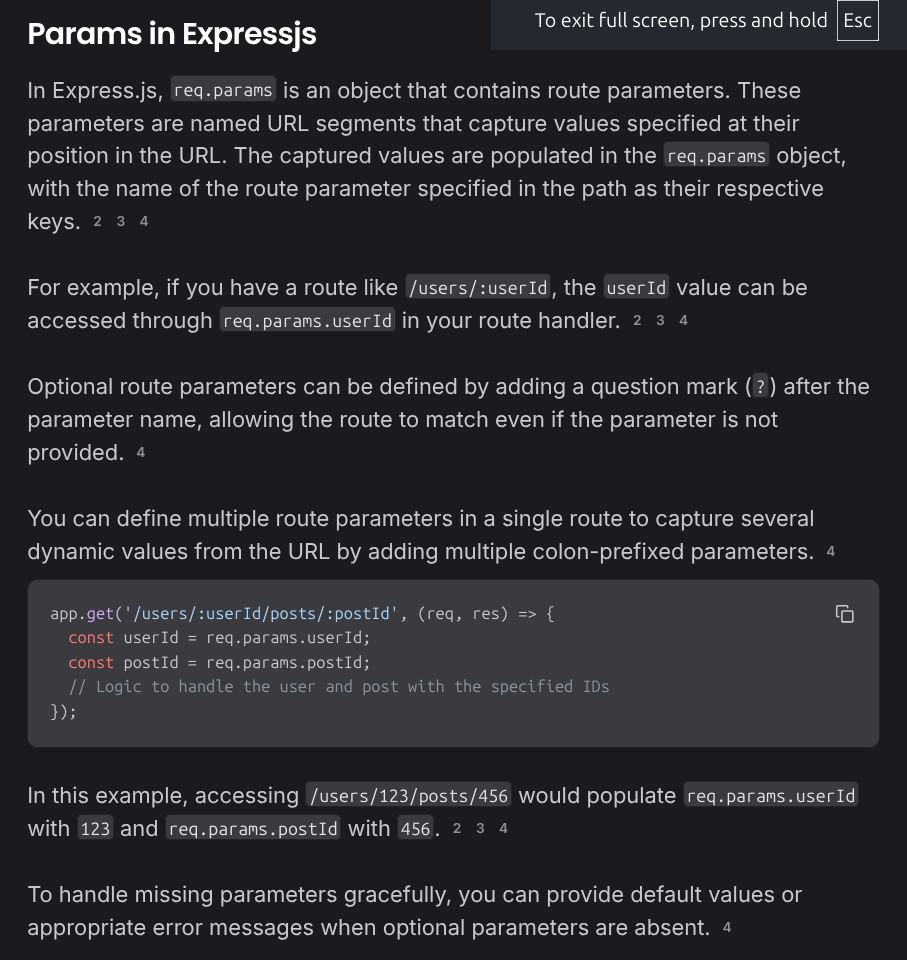 Params in Expressjs
To exit full screen, press and hold Esc
In Express.js, req.params is an object that contains route parameters. These
parameters are named URL segments that capture values specified at their
position in the URL. The captured values are populated in the req.params object,
with the name of the route parameter specified in the path as their respective
keys. 2 3 4
For example, if you have a route like /users/:userId, the userId value can be
accessed through req.params.userId in your route handler. 2 3 4
Optional route parameters can be defined by adding a question mark (?) after the
parameter name, allowing the route to match even if the parameter is not
provided. 4
You can define multiple route parameters in a single route to capture several
dynamic values from the URL by adding multiple colon-prefixed parameters. 4
app.get('/users/:userId/posts/:postId', (req, res) => {
  const userId = req.params.userId;
  const postId = req.params.postId;
  // Logic to handle the user and post with the specified IDs
});
In this example, accessing /users/123/posts/456 would populate req.params.userId
with 123 and req.params.postId with 456. 2 3 4
To handle missing parameters gracefully, you can provide default values or
appropriate error messages when optional parameters are absent. 4